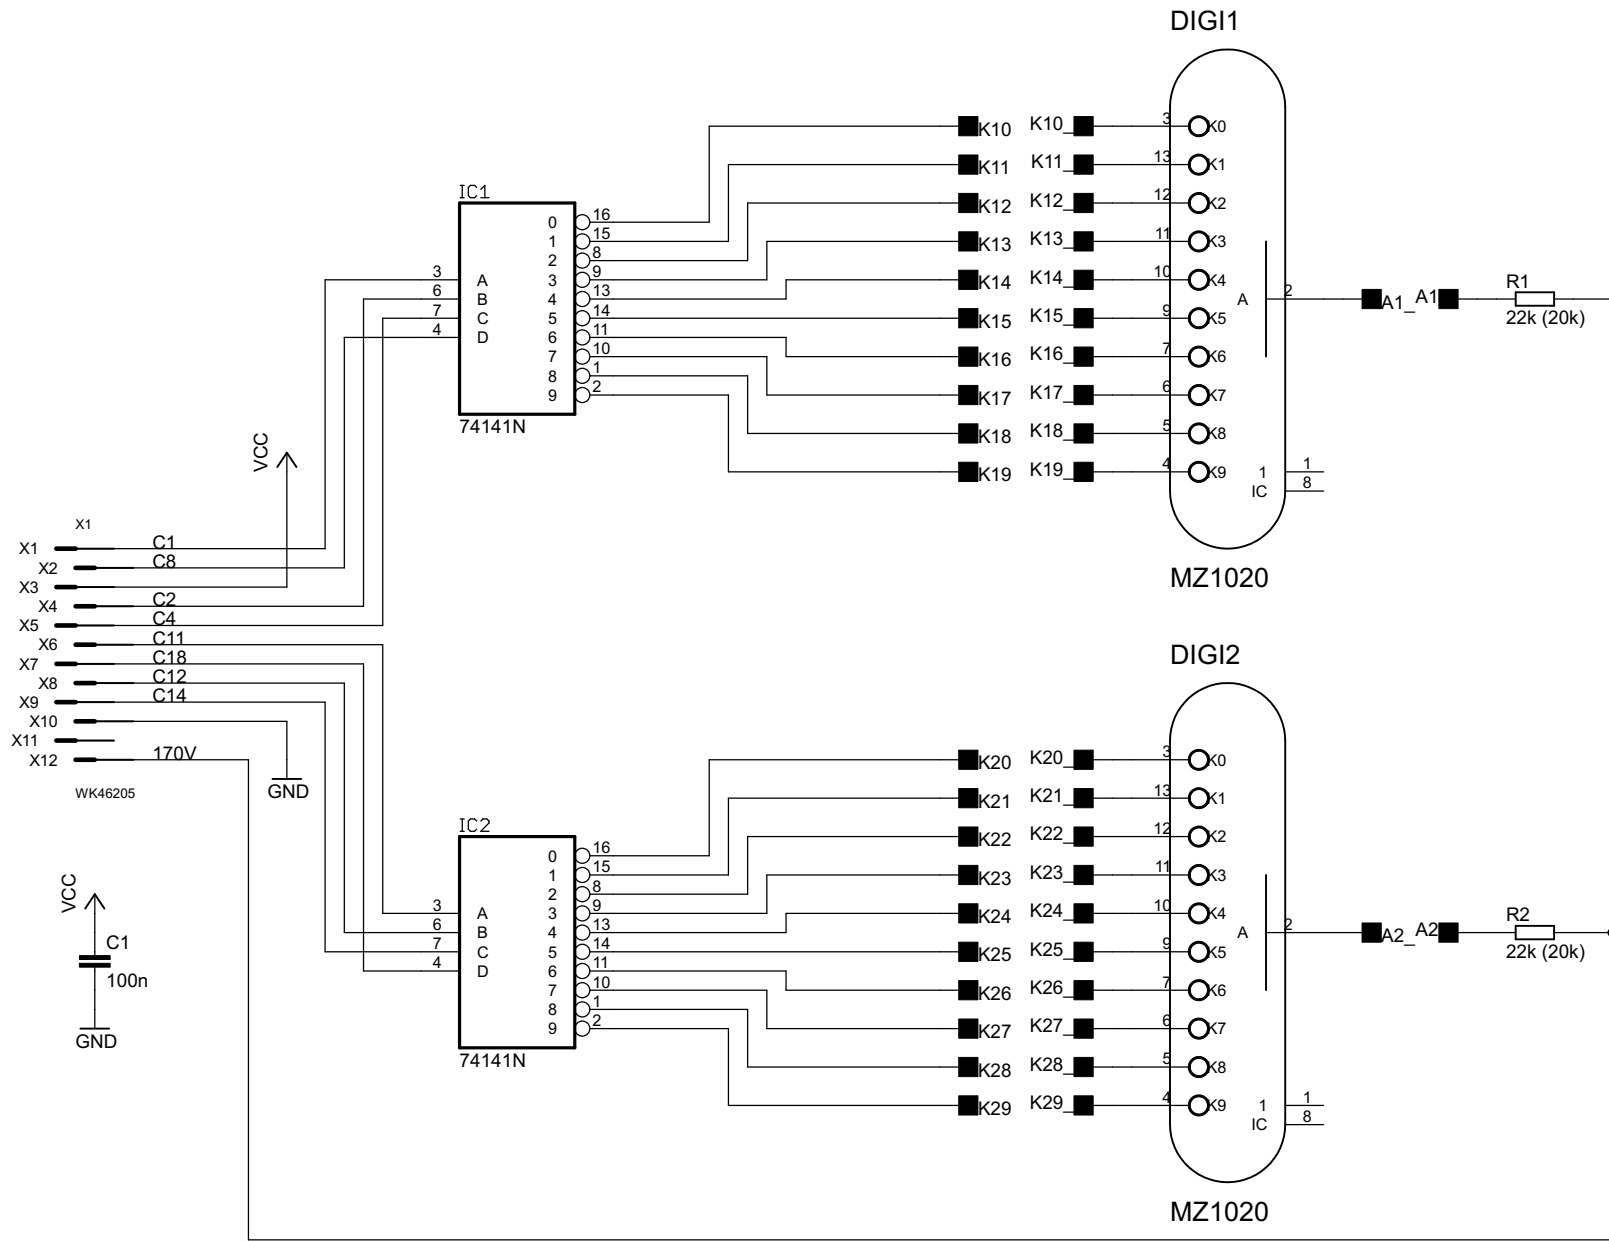 DIGI1
K10 K10_ 3 K0
K11 K11_ 13 K1
K12 K12_ 12 K2
K13 K13_ 11 K3
K14 K14_ 10 K4
K15 K15_ 9 K5
K16 K16_ 7 K6
K17 K17_ 6 K7
K18 K18_ 5 K8
K19 K19_ 4 K9
A 2 A1_ A1
R1
22k (20k)
1 1
IC 8
MZ1020
IC1
0 16
1 15
2 8
3 A 3 9
6 B 4 13
7 C 5 14
4 D 6 11
7 10
8 1
9 2
74141N
VCC
X1
X1 C1
X2 C8
X3
X4 C2
X5 C4
X6 C11
X7 C18
X8 C12
X9 C14
X10
X11
X12 170V
WK46205
GND
DIGI2
K20 K20_ 3 K0
K21 K21_ 13 K1
K22 K22_ 12 K2
K23 K23_ 11 K3
K24 K24_ 10 K4
K25 K25_ 9 K5
K26 K26_ 7 K6
K27 K27_ 6 K7
K28 K28_ 5 K8
K29 K29_ 4 K9
A 2 A2_ A2
R2
22k (20k)
1 1
IC 8
MZ1020
IC2
0 16
1 15
2 8
3 A 3 9
6 B 4 13
7 C 5 14
4 D 6 11
7 10
8 1
9 2
74141N
VCC
C1
100n
GND